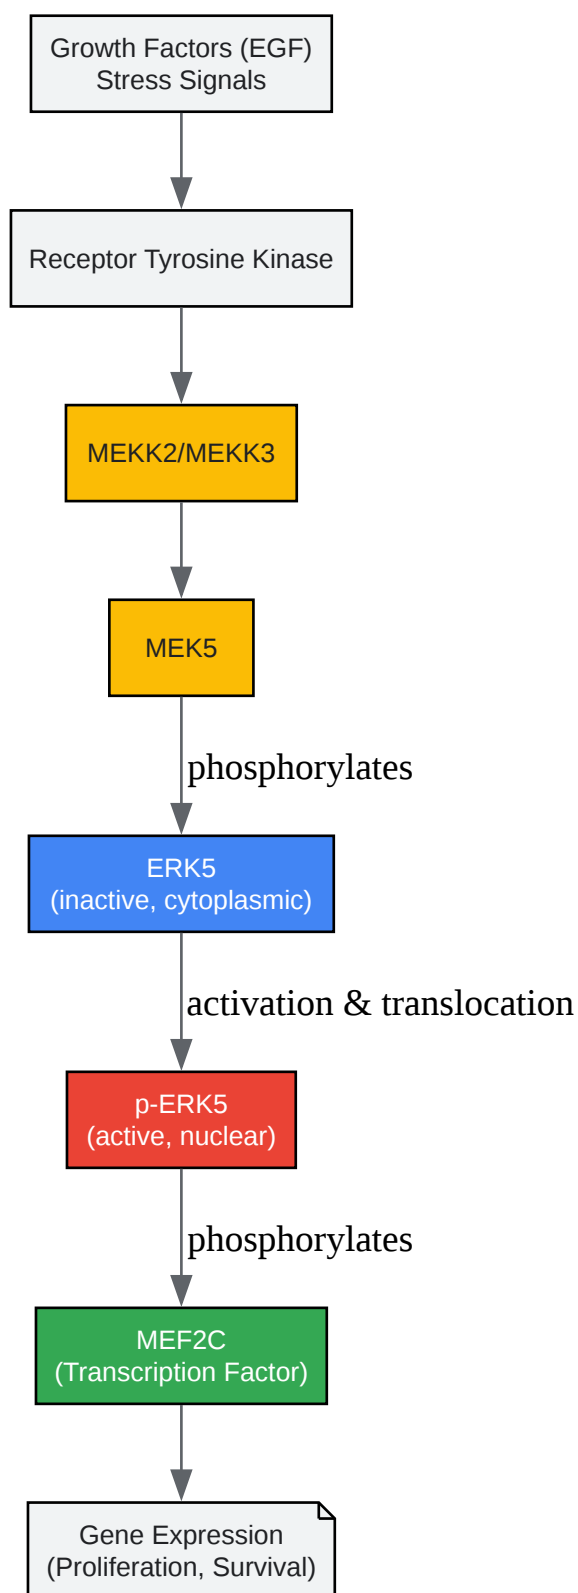 Growth Factors (EGF)
Stress Signals
Receptor Tyrosine Kinase
MEKK2/MEKK3
MEK5
phosphorylates
ERK5
(inactive, cytoplasmic)
activation & translocation
p-ERK5
(active, nuclear)
phosphorylates
MEF2C
(Transcription Factor)
Gene Expression
(Proliferation, Survival)